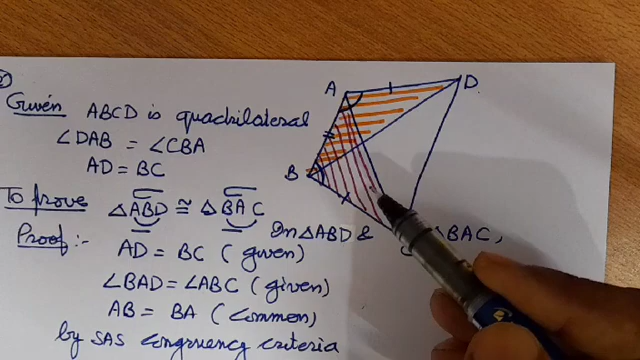 Given ABCD is quadrilateral
∠DAB = ∠CBA
AD = BC
To prove △ABD ≅ △BAC
Proof:- In △ABD & △BAC,
AD = BC (given)
∠BAD = ∠ABC (given)
AB = BA (common)
by SAS congruency criteria
A
D
B